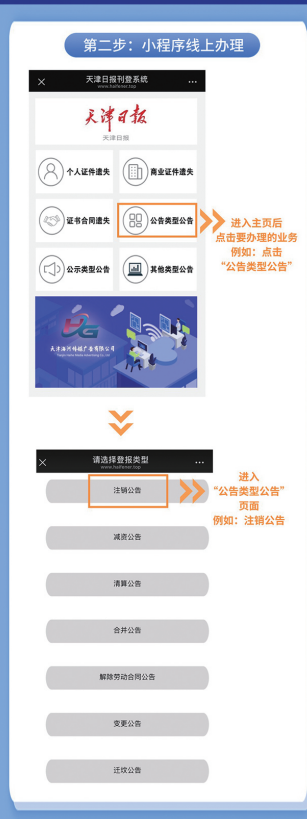 第二步：小程序线上办理
天津日报刊登系统
www.haifener.top
天津日报
天津日报
个人证件遗失
商业证件遗失
证书合同遗失
公告类型公告
公示类型公告
其他类型公告
进入主页后
点击要办理的业务
例如：点击
“公告类型公告”
天津海河传媒广告有限公司
请选择登报类型
www.haifener.top
注销公告
减资公告
清算公告
合并公告
解除劳动合同公告
变更公告
迁坟公告
进入
“公告类型公告”
页面
例如：注销公告